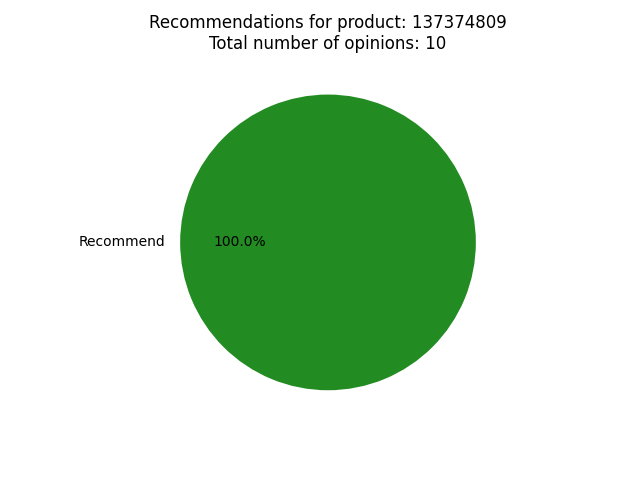 Recommendations for product: 137374809
Total number of opinions: 10
Recommend
100.0%